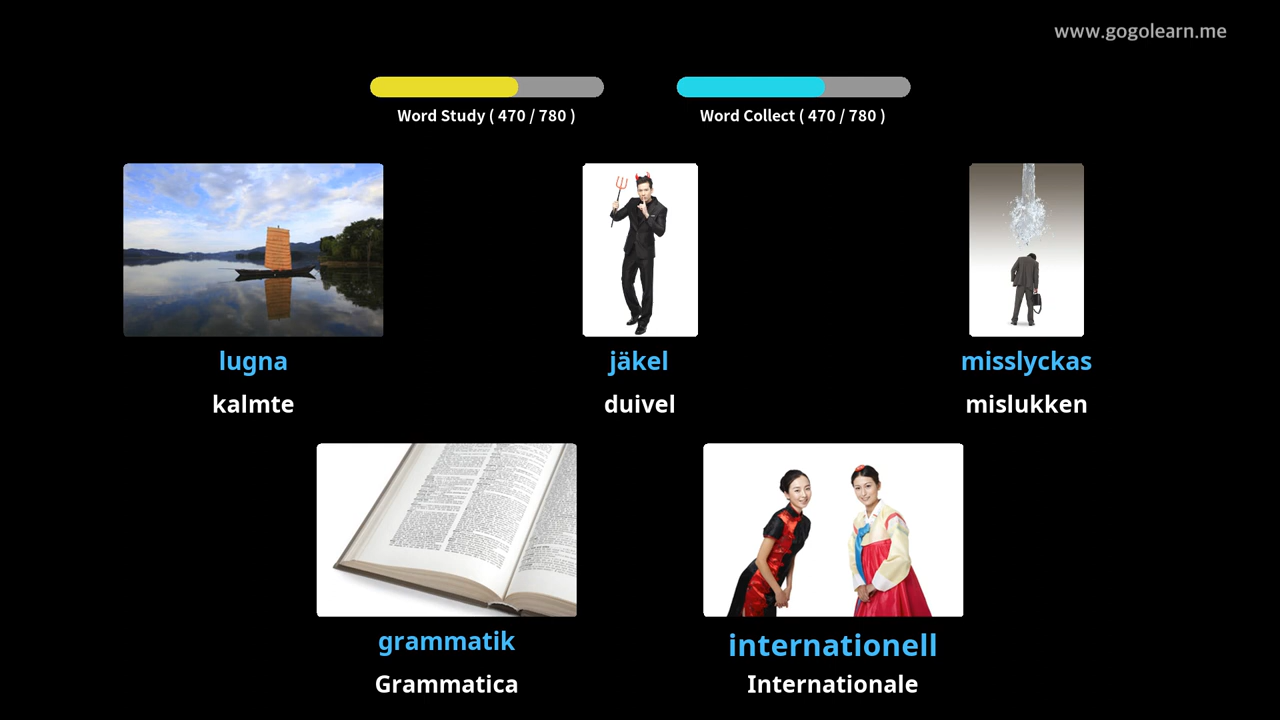 www.gogolearn.me
Word Study ( 470 / 780 )
Word Collect ( 470 / 780 )
lugna
kalmte
jäkel
duivel
misslyckas
mislukken
grammatik
Grammatica
internationell
Internationale